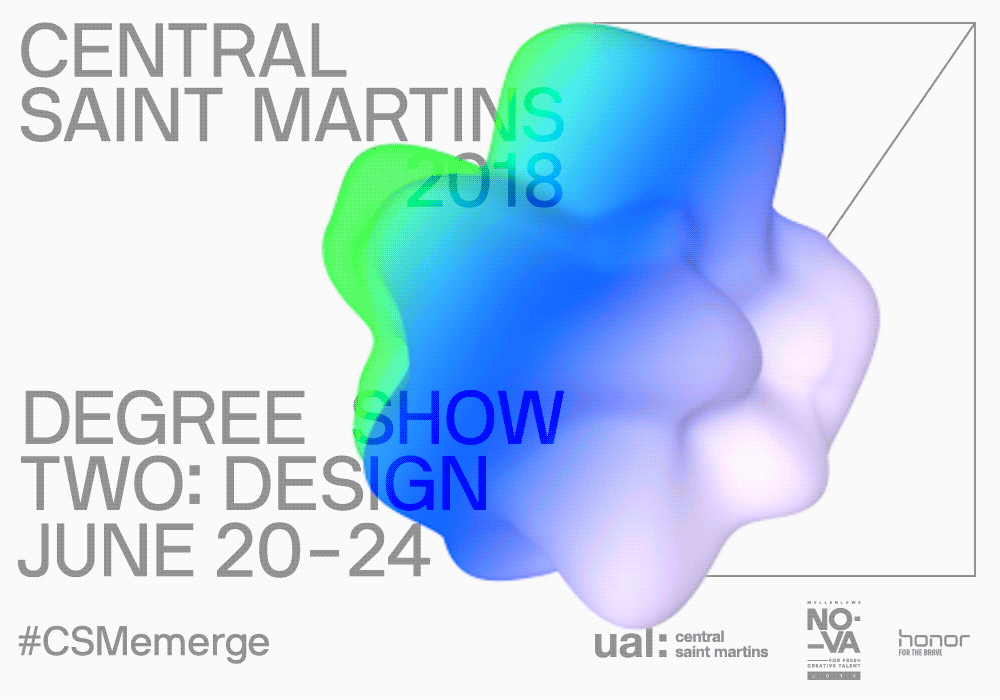 CENTRAL
SAINT MARTINS
2018
DEGREE SHOW
TWO: DESIGN
JUNE 20–24
#CSMemerge
ual: central
saint martins
MULLENLOWE
NO-
–VA
FOR FRESH
CREATIVE TALENT
2018
honor
FOR THE BRAVE